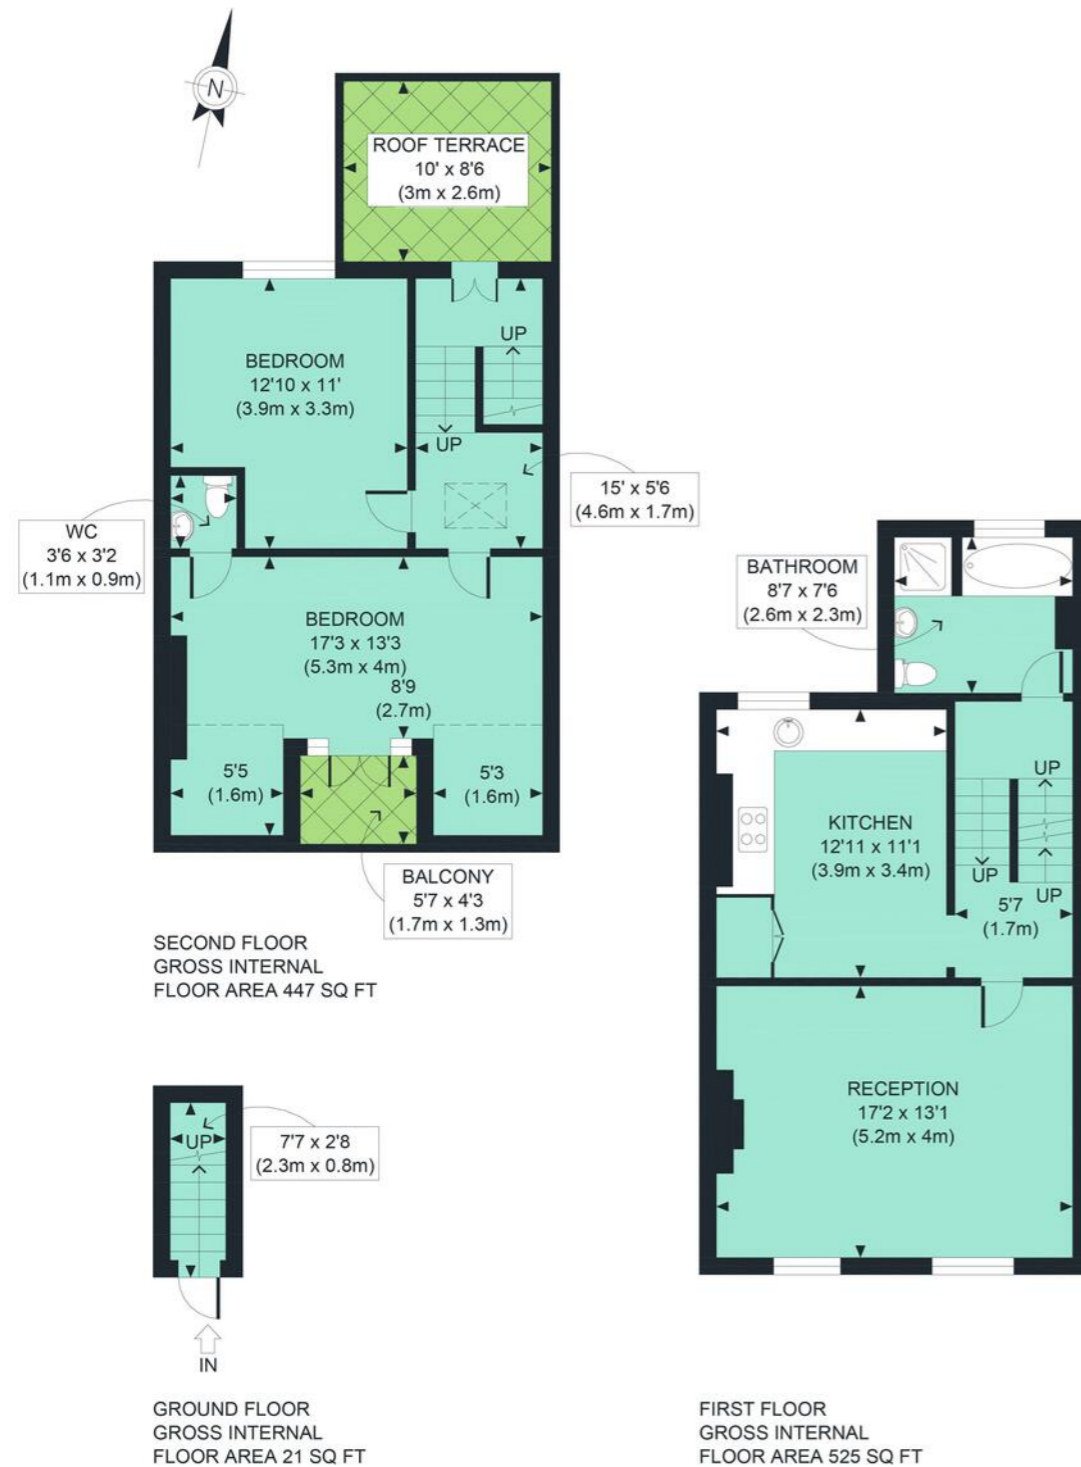 N
ROOF TERRACE
10' x 8'6
(3m x 2.6m)
UP
BEDROOM
12'10 x 11'
(3.9m x 3.3m)
UP
15' x 5'6
(4.6m x 1.7m)
WC
3'6 x 3'2
(1.1m x 0.9m)
BEDROOM
17'3 x 13'3
(5.3m x 4m)
8'9
(2.7m)
5'5
(1.6m)
5'3
(1.6m)
BALCONY
5'7 x 4'3
(1.7m x 1.3m)
SECOND FLOOR
GROSS INTERNAL
FLOOR AREA 447 SQ FT
BATHROOM
8'7 x 7'6
(2.6m x 2.3m)
KITCHEN
12'11 x 11'1
(3.9m x 3.4m)
UP
UP
UP
5'7
(1.7m)
RECEPTION
17'2 x 13'1
(5.2m x 4m)
UP
7'7 x 2'8
(2.3m x 0.8m)
IN
GROUND FLOOR
GROSS INTERNAL
FLOOR AREA 21 SQ FT
FIRST FLOOR
GROSS INTERNAL
FLOOR AREA 525 SQ FT